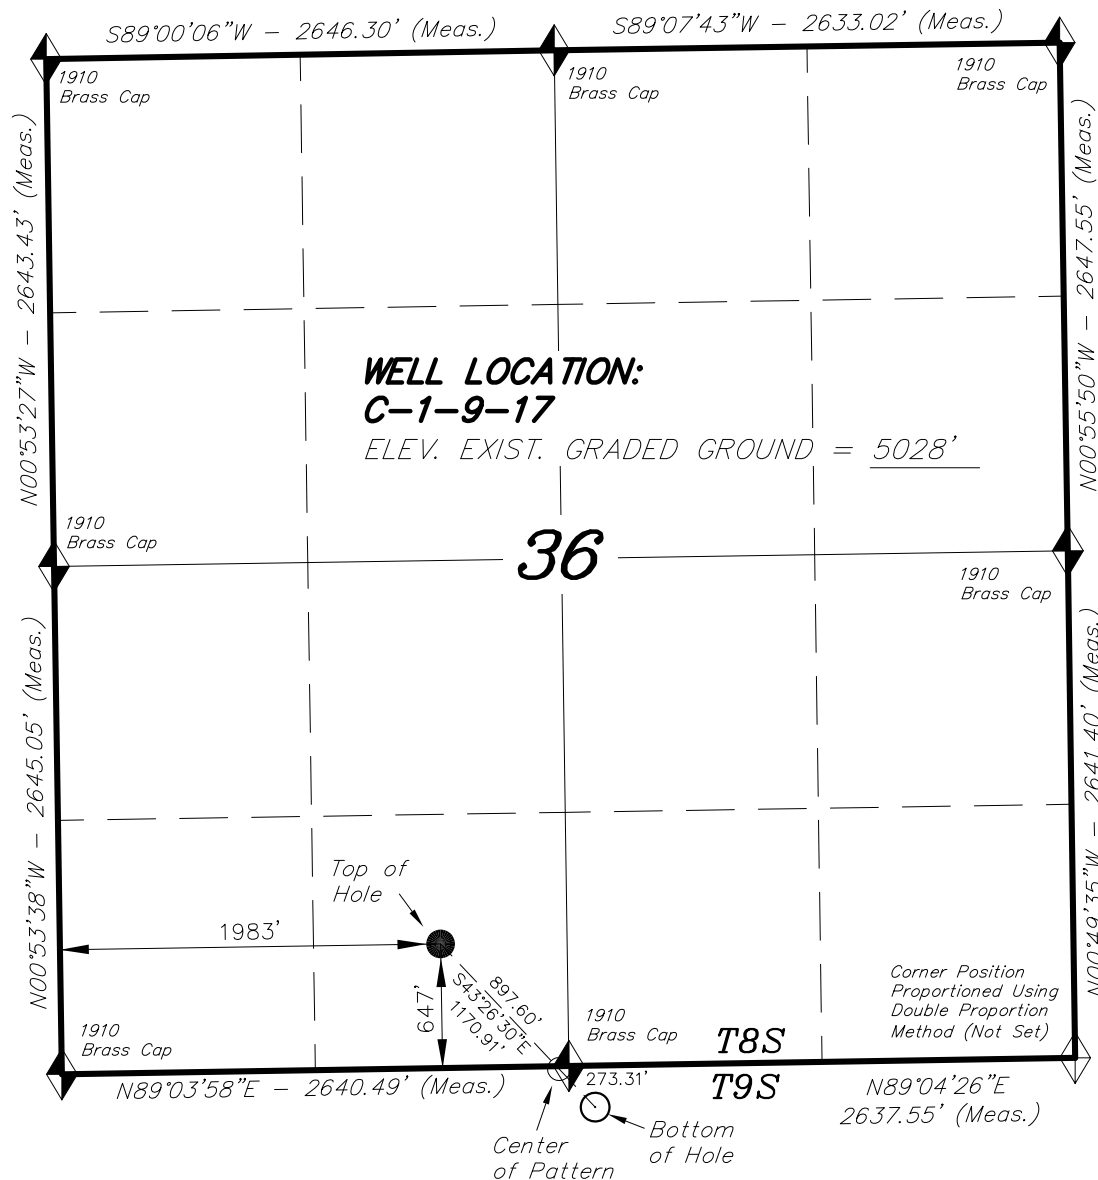 S89°00'06"W - 2646.30' (Meas.)
S89°07'43"W - 2633.02' (Meas.)
1910
Brass Cap
1910
Brass Cap
1910
Brass Cap
N00°53'27"W - 2643.43' (Meas.)
N00°55'50"W - 2647.55' (Meas.)
WELL LOCATION:
C-1-9-17
ELEV. EXIST. GRADED GROUND = 5028'
1910
Brass Cap
36
1910
Brass Cap
N00°53'38"W - 2645.05' (Meas.)
N00°49'35"W - 2641.40' (Meas.)
Top of
Hole
1983'
647'
897.60'
S43°26'30"E
1170.91'
Corner Position
Proportioned Using
Double Proportion
Method (Not Set)
1910
Brass Cap
1910
Brass Cap
T8S
T9S
N89°03'58"E - 2640.49' (Meas.)
273.31'
N89°04'26"E
2637.55' (Meas.)
Center
of Pattern
Bottom
of Hole